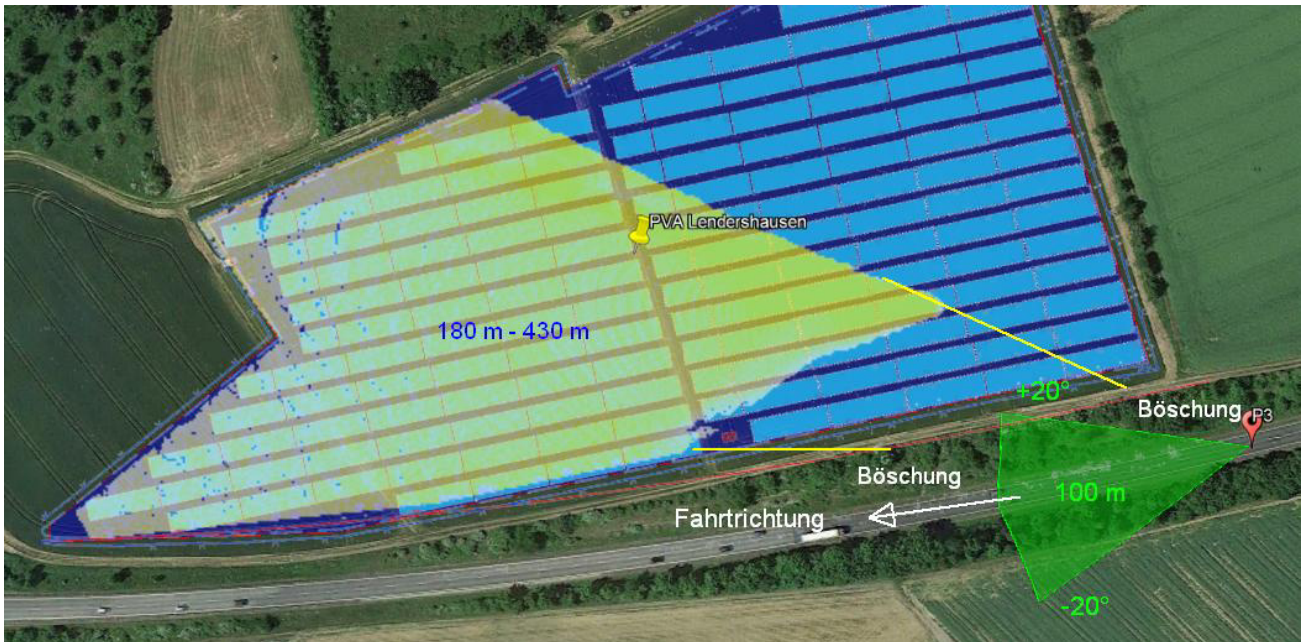 PVA Lendershausen
180 m - 430 m
+20°
Böschung
P3
Böschung
100 m
Fahrtrichtung
-20°